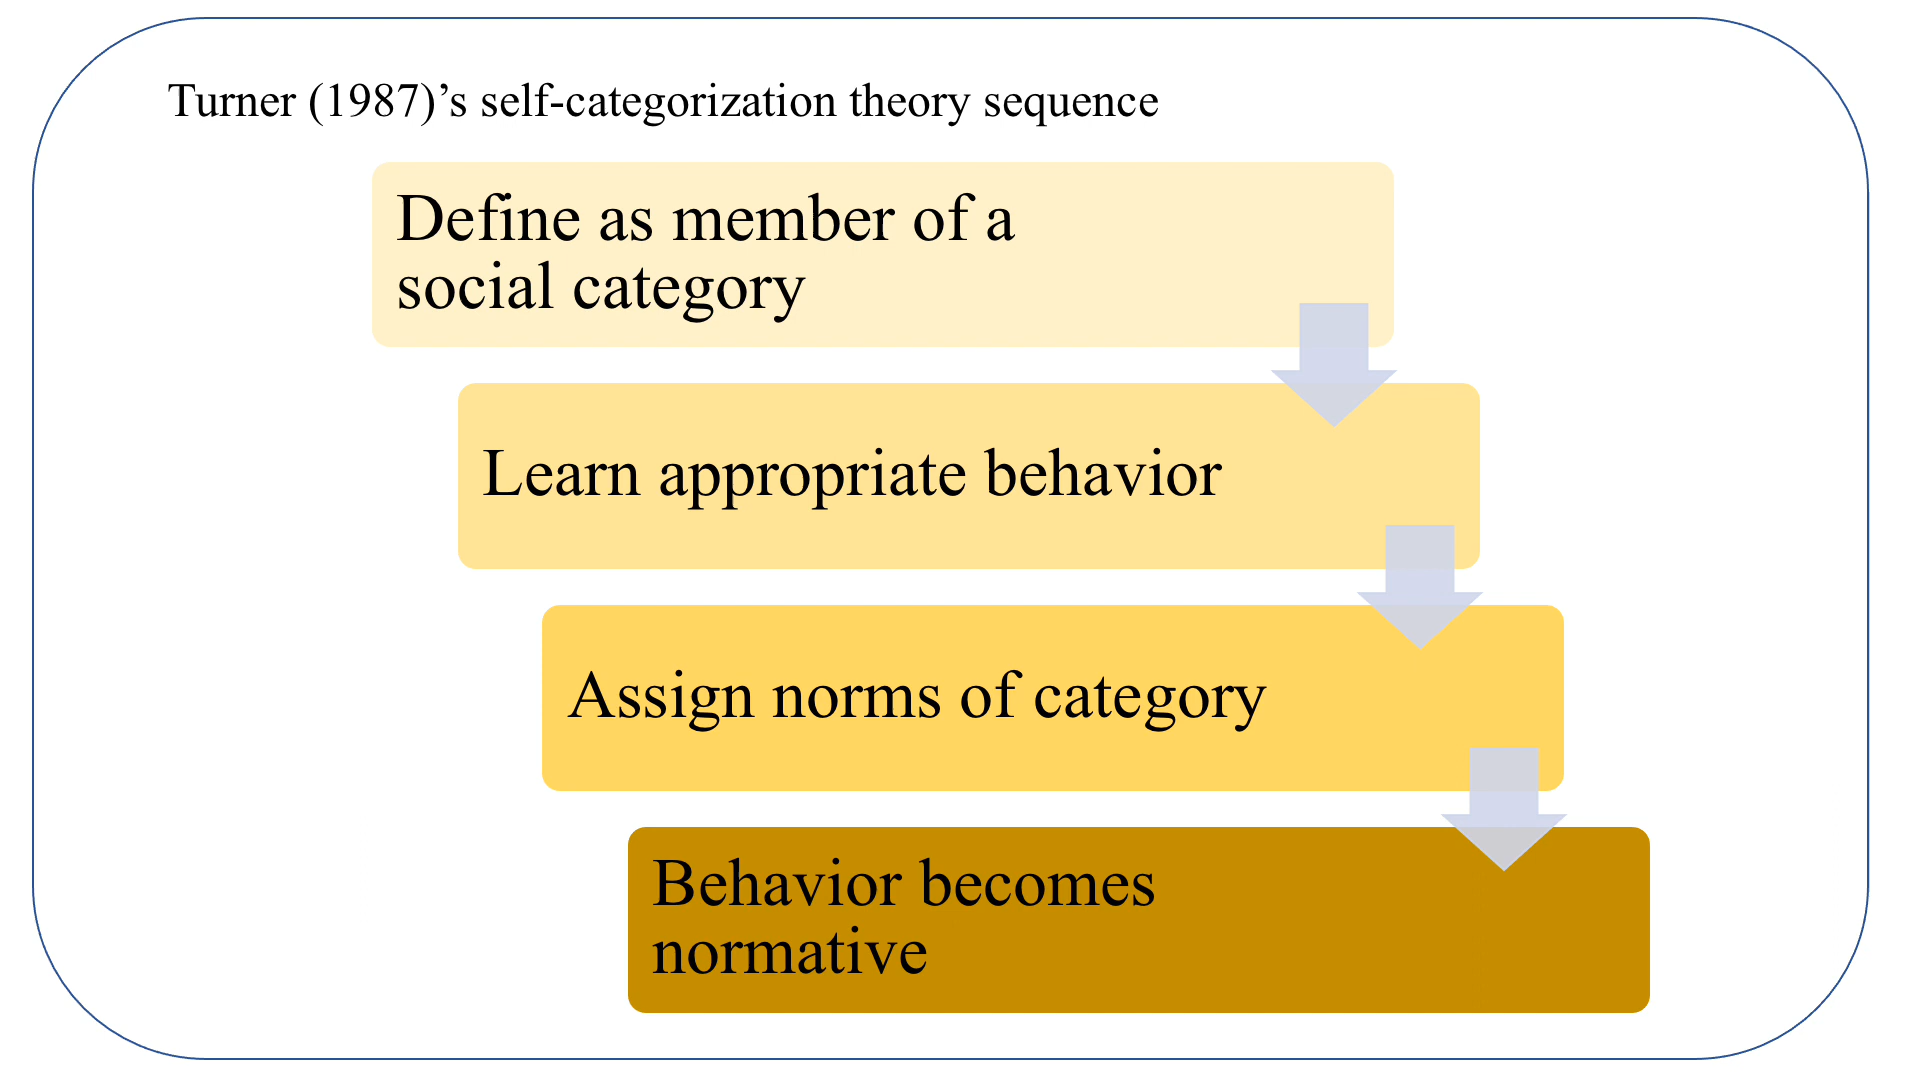 Turner (1987)’s self-categorization theory sequence
Define as member of a
social category
Learn appropriate behavior
Assign norms of category
Behavior becomes
normative